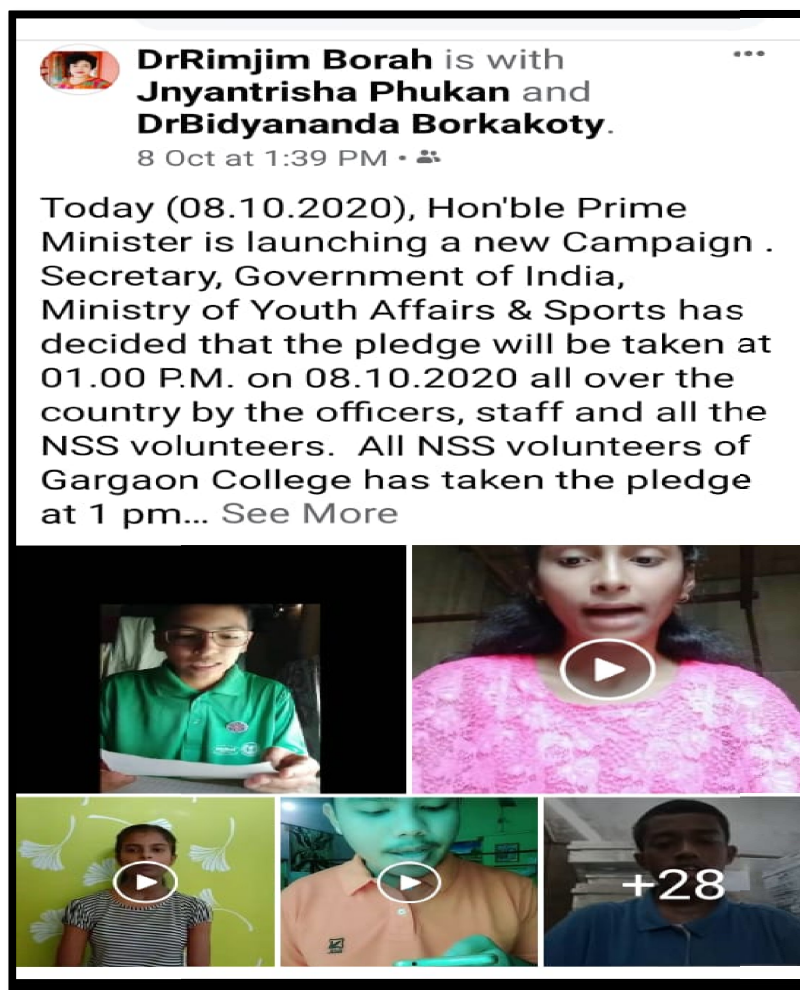 DrRimjim Borah is with
Jnyantrisha Phukan and
DrBidyananda Borkakoty.
8 Oct at 1:39 PM •
Today (08.10.2020), Hon'ble Prime
Minister is launching a new Campaign .
Secretary, Government of India,
Ministry of Youth Affairs & Sports has
decided that the pledge will be taken at
01.00 P.M. on 08.10.2020 all over the
country by the officers, staff and all the
NSS volunteers.  All NSS volunteers of
Gargaon College has taken the pledge
at 1 pm... See More
+28